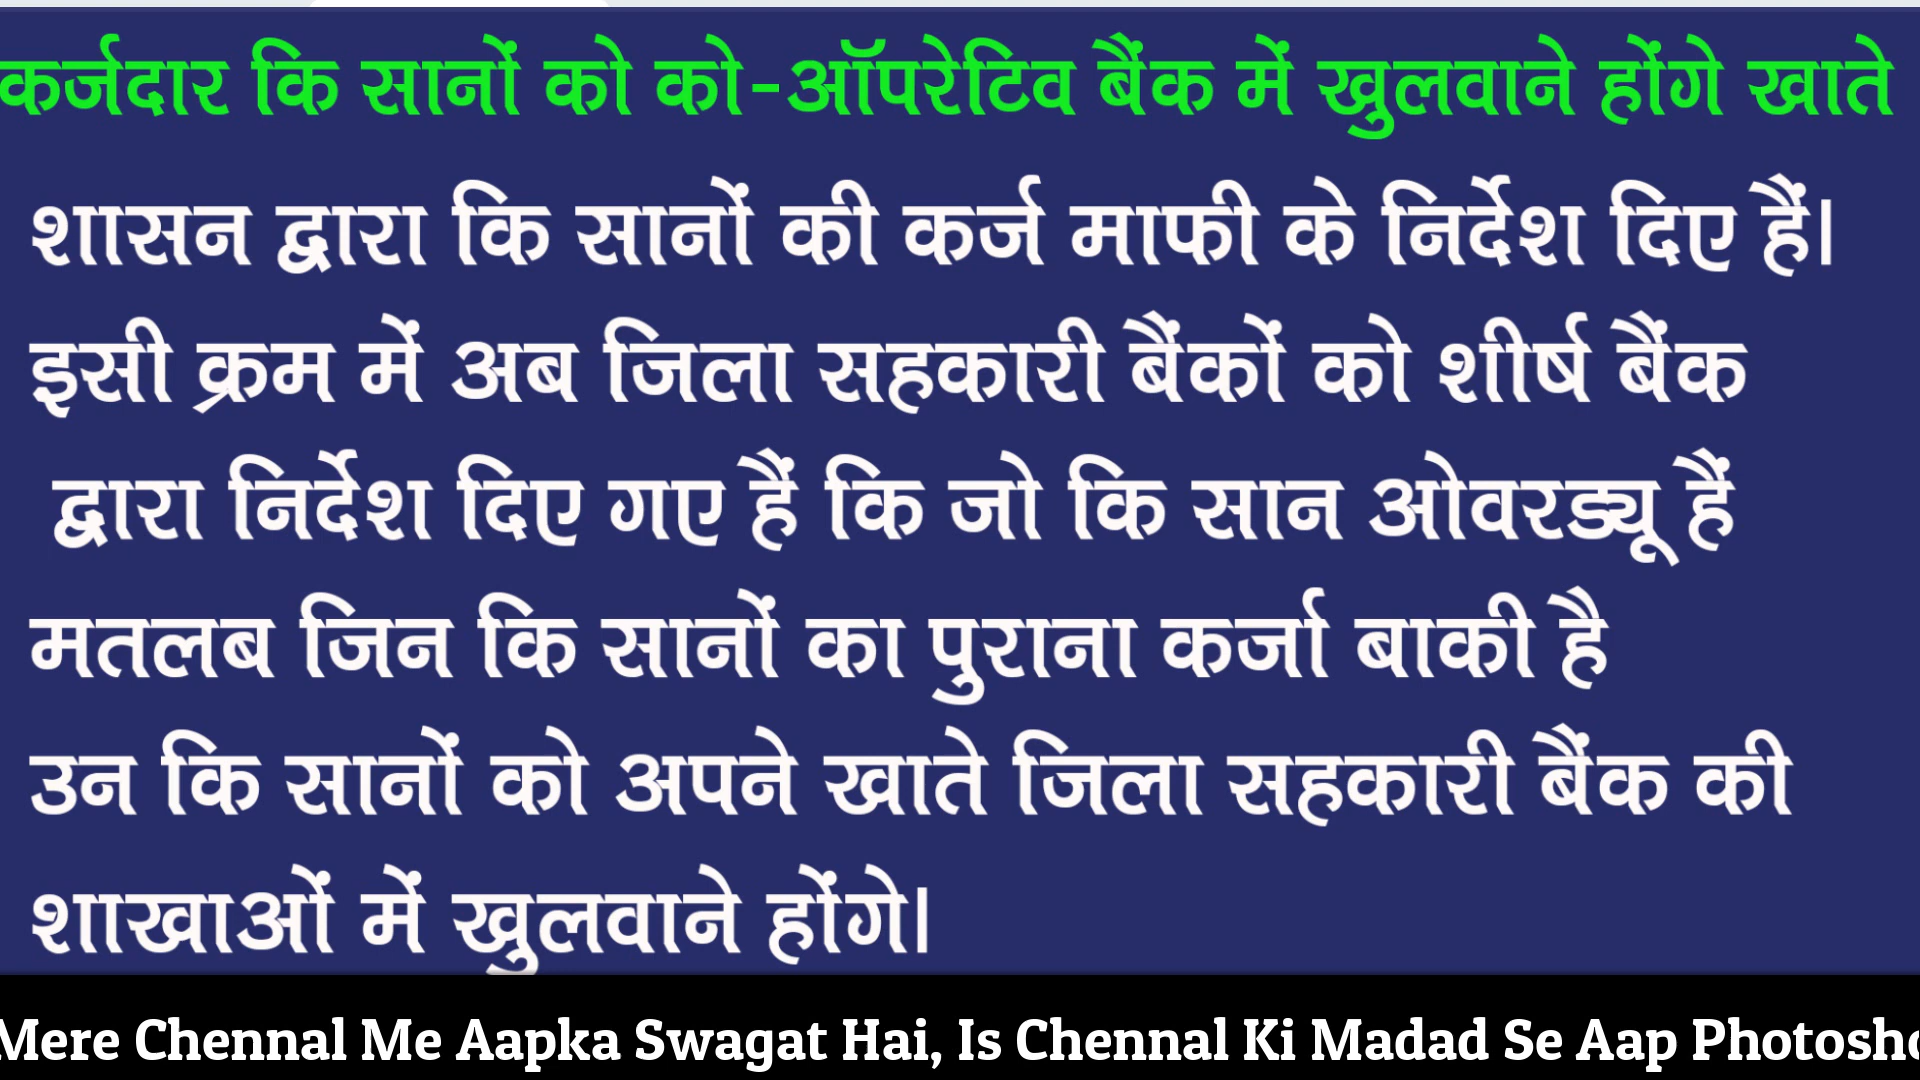 कर्जदार कि सानों को को-ऑपरेटिव बैंक में खुलवाने होंगे खाते
शासन द्वारा कि सानों की कर्ज माफी के निर्देश दिए हैं।
इसी क्रम में अब जिला सहकारी बैंकों को शीर्ष बैंक
द्वारा निर्देश दिए गए हैं कि जो कि सान ओवरड्यू हैं
मतलब जिन कि सानों का पुराना कर्जा बाकी है
उन कि सानों को अपने खाते जिला सहकारी बैंक की
शाखाओं में खुलवाने होंगे।
Mere Chennal Me Aapka Swagat Hai, Is Chennal Ki Madad Se Aap